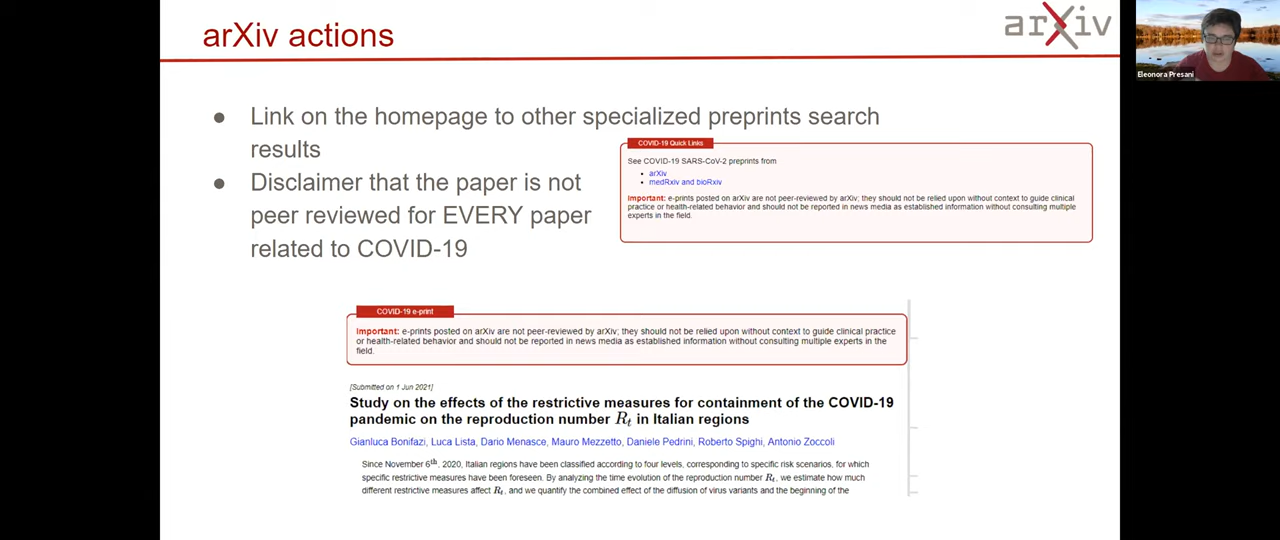 arXiv actions
arXiv
Eleonora Presani
● Link on the homepage to other specialized preprints search
results
● Disclaimer that the paper is not
peer reviewed for EVERY paper
related to COVID-19
COVID-19 Quick Links
See COVID-19 SARS-CoV-2 preprints from
• arXiv
• medRxiv and bioRxiv
Important: e-prints posted on arXiv are not peer-reviewed by arXiv; they should not be relied upon without context to guide clinical
practice or health-related behavior and should not be reported in news media as established information without consulting multiple
experts in the field.
COVID-19 e-print
Important: e-prints posted on arXiv are not peer-reviewed by arXiv; they should not be relied upon without context to guide clinical practice
or health-related behavior and should not be reported in news media as established information without consulting multiple experts in the
field.
[Submitted on 1 Jun 2021]
Study on the effects of the restrictive measures for containment of the COVID-19
pandemic on the reproduction number Rt in Italian regions
Gianluca Bonifazi, Luca Lista, Dario Menasce, Mauro Mezzetto, Daniele Pedrini, Roberto Spighi, Antonio Zoccoli
Since November 6th, 2020, Italian regions have been classified according to four levels, corresponding to specific risk scenarios, for which
specific restrictive measures have been foreseen. By analyzing the time evolution of the reproduction number Rt, we estimate how much
different restrictive measures affect Rt, and we quantify the combined effect of the diffusion of virus variants and the beginning of the